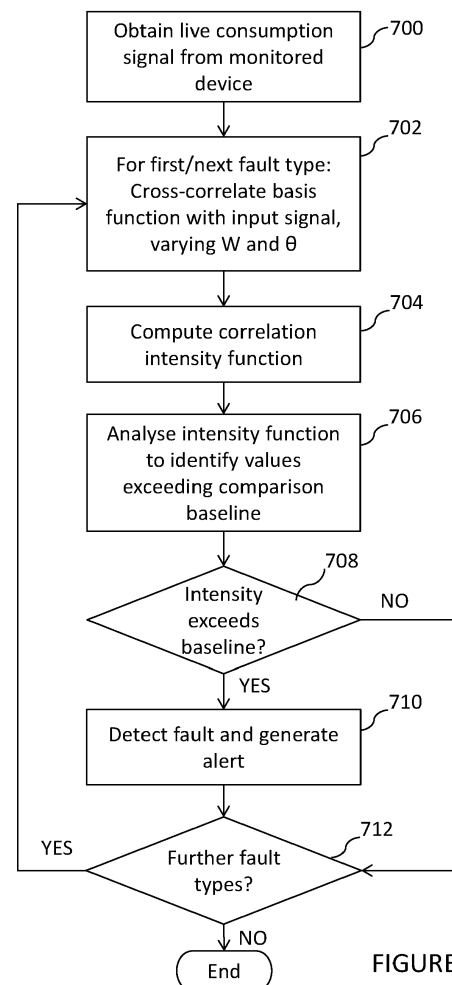 Obtain live consumption
signal from monitored
device
700
For first/next fault type:
Cross-correlate basis
function with input signal,
varying W and θ
702
Compute correlation
intensity function
704
Analyse intensity function
to identify values
exceeding comparison
baseline
706
Intensity
exceeds
baseline?
708
NO
YES
Detect fault and generate
alert
710
Further fault
types?
712
YES
NO
End
FIGURE